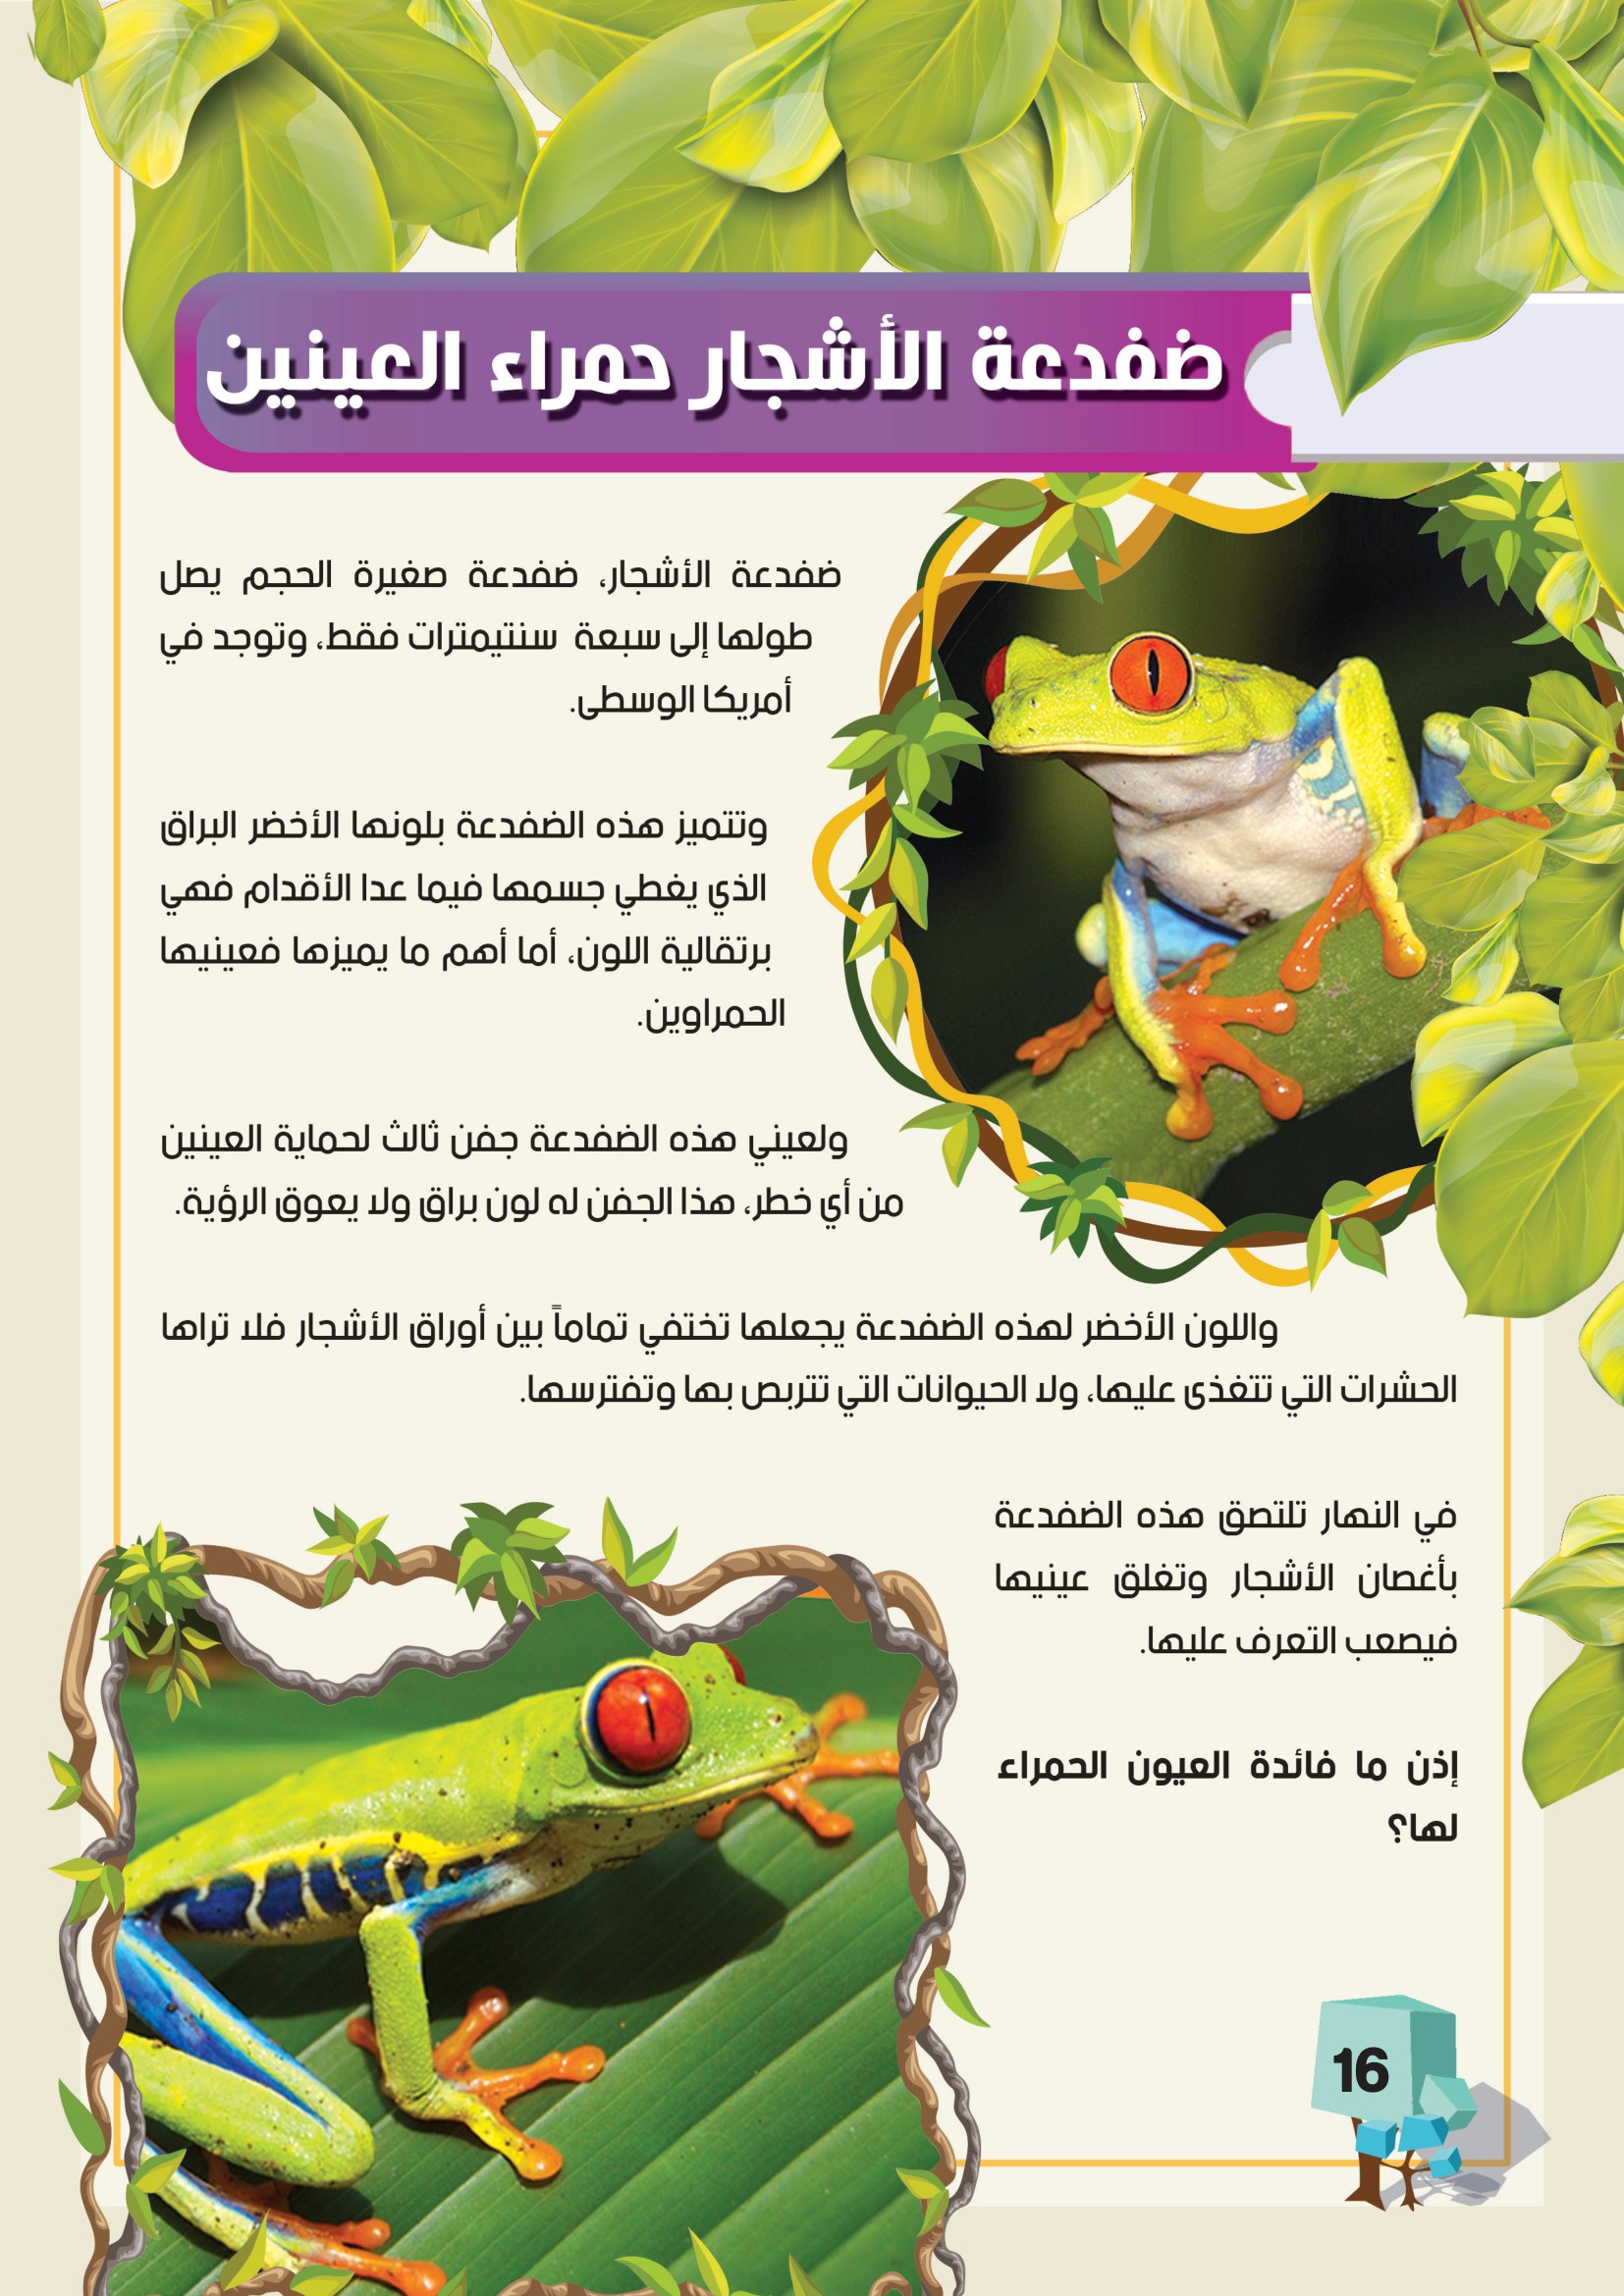 ضفدعة الأشجار حمراء العينين
ضفدعة الأشجار، ضفدعة صغيرة الحجم يصل
طولها إلى سبعة سنتيمترات فقط، وتوجد في
أمريكا الوسطى.
وتتميز هذه الضفدعة بلونها الأخضر البراق
الذي يغطي جسمها فيما عدا الأقدام فهي
برتقالية اللون، أما أهم ما يميزها فعينيها
الحمراوين.
ولعيني هذه الضفدعة جفن ثالث لحماية العينين
من أي خطر، هذا الجفن له لون براق ولا يعوق الرؤية.
واللون الأخضر لهذه الضفدعة يجعلها تختفي تماماً بين أوراق الأشجار فلا تراها
الحشرات التي تتغذى عليها، ولا الحيوانات التي تتربص بها وتفترسها.
في النهار تلتصق هذه الضفدعة
بأغصان الأشجار وتغلق عينيها
فيصعب التعرف عليها.
إذن ما فائدة العيون الحمراء
لها؟
16